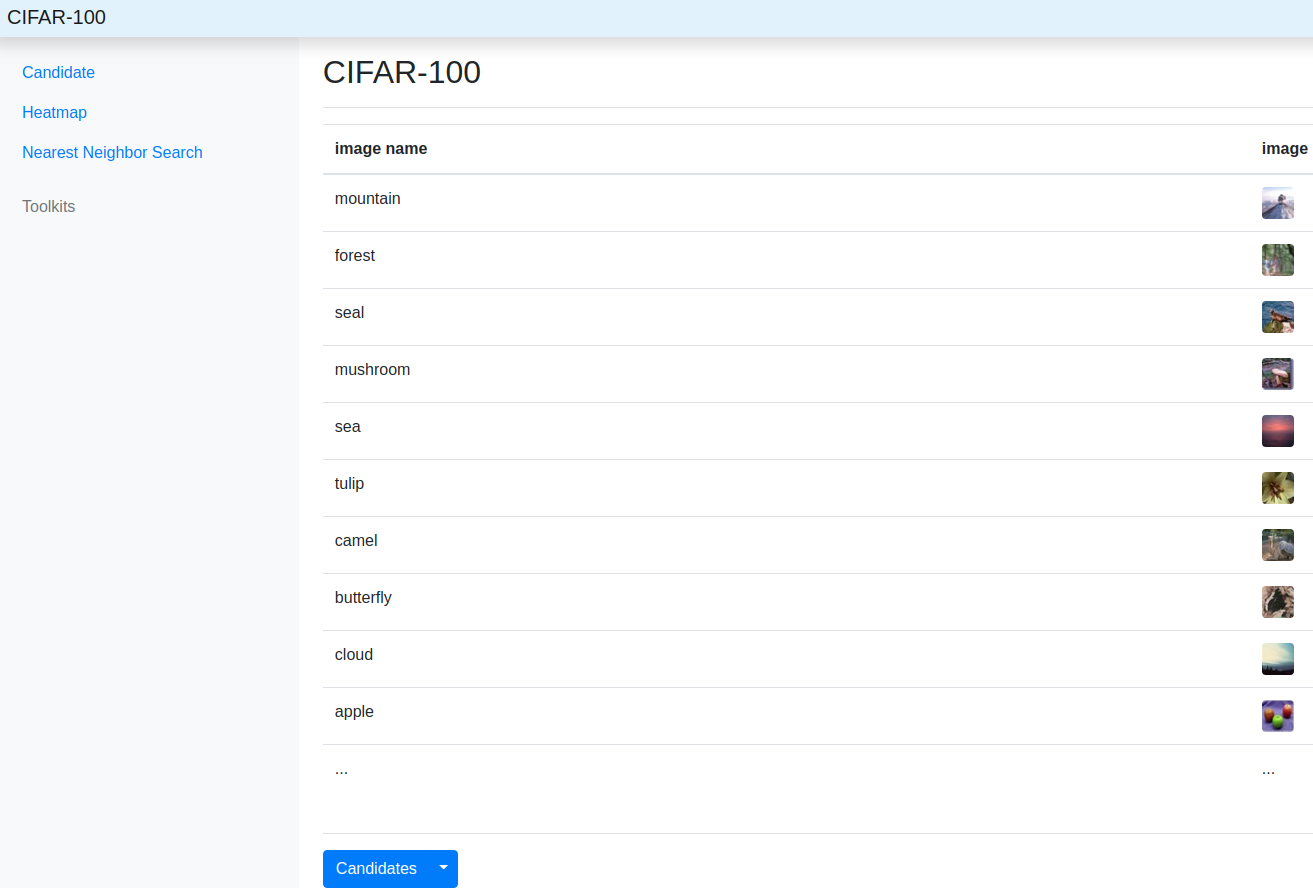 CIFAR-100
Candidate
Heatmap
Nearest Neighbor Search
Toolkits
CIFAR-100
image name image
mountain
forest
seal
mushroom
sea
tulip
camel
butterfly
cloud
apple
... ...
Candidates